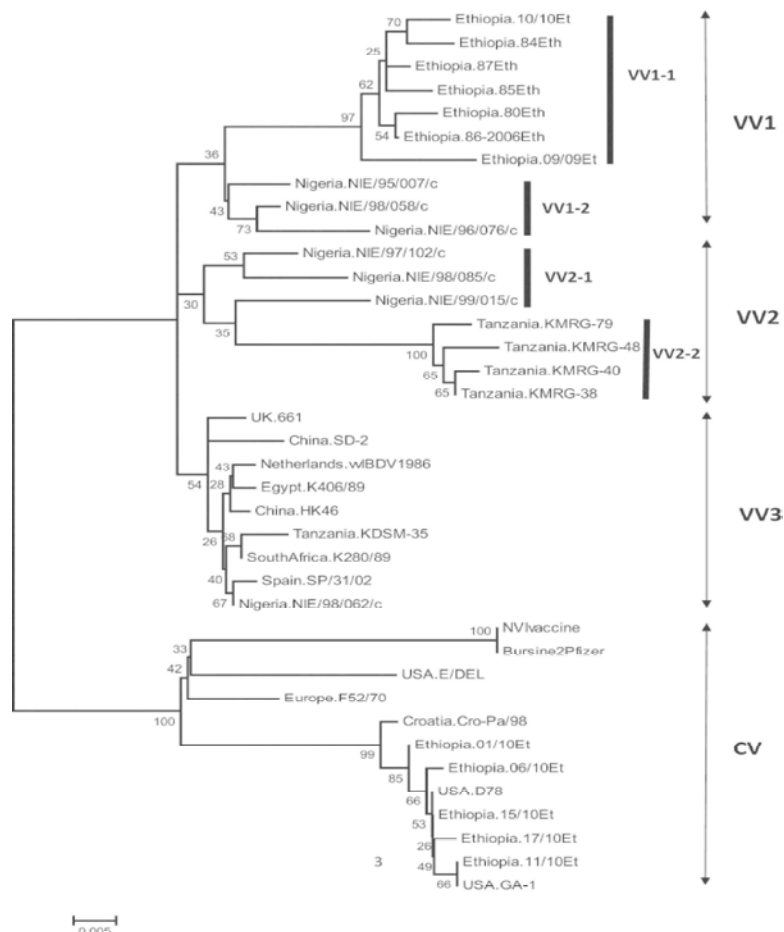 70
Ethiopia.10/10Et
Ethiopia.84Eth
25
Ethiopia.87Eth
VV1-1
62
Ethiopia.85Eth
97
Ethiopia.80Eth
VV1
54
Ethiopia.86-2006Eth
Ethiopia.09/09Et
36
Nigeria.NIE/95/007/c
43
Nigeria.NIE/98/058/c
VV1-2
73
Nigeria.NIE/96/076/c
53
Nigeria.NIE/97/102/c
Nigeria.NIE/98/085/c
VV2-1
30
Nigeria.NIE/99/015/c
VV2
35
Tanzania.KMRG-79
100
Tanzania.KMRG-48
VV2-2
65
Tanzania.KMRG-40
65
Tanzania.KMRG-38
UK.661
China.SD-2
54
43
Netherlands.wIBDV1986
28
Egypt.K406/89
China.HK46
VV3
26
68
Tanzania.KDSM-35
SouthAfrica.K280/89
40
Spain.SP/31/02
67
Nigeria.NIE/98/062/c
100
NVIvaccine
Bursine2Pfizer
33
42
USA.E/DEL
Europe.F52/70
100
Croatia.Cro-Pa/98
99
Ethiopia.01/10Et
CV
85
Ethiopia.06/10Et
66
USA.D78
53
Ethiopia.15/10Et
26
Ethiopia.17/10Et
3
49
Ethiopia.11/10Et
66
USA.GA-1
0.005